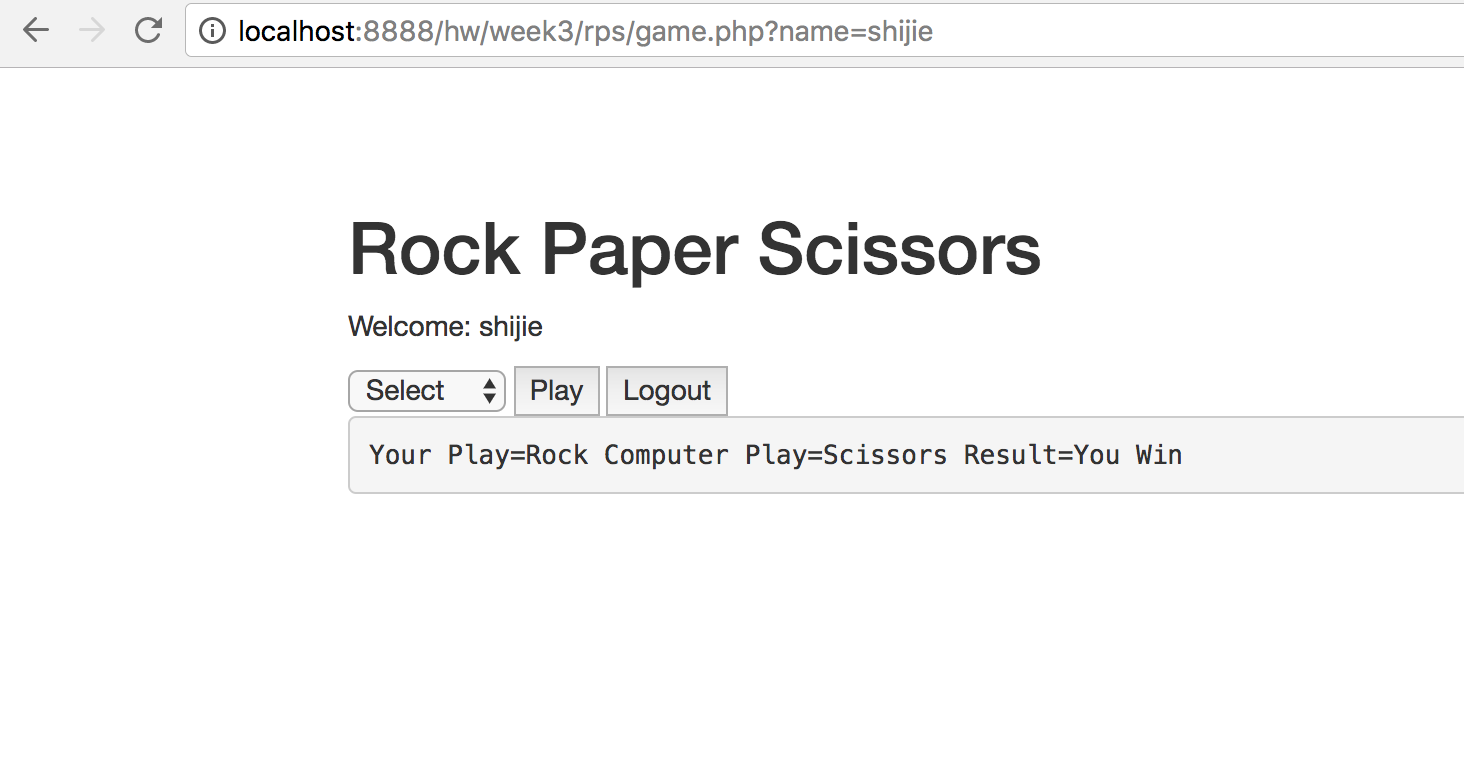 localhost:8888/hw/week3/rps/game.php?name=shijie
Rock Paper Scissors
Welcome: shijie
Select Play Logout
Your Play=Rock Computer Play=Scissors Result=You Win